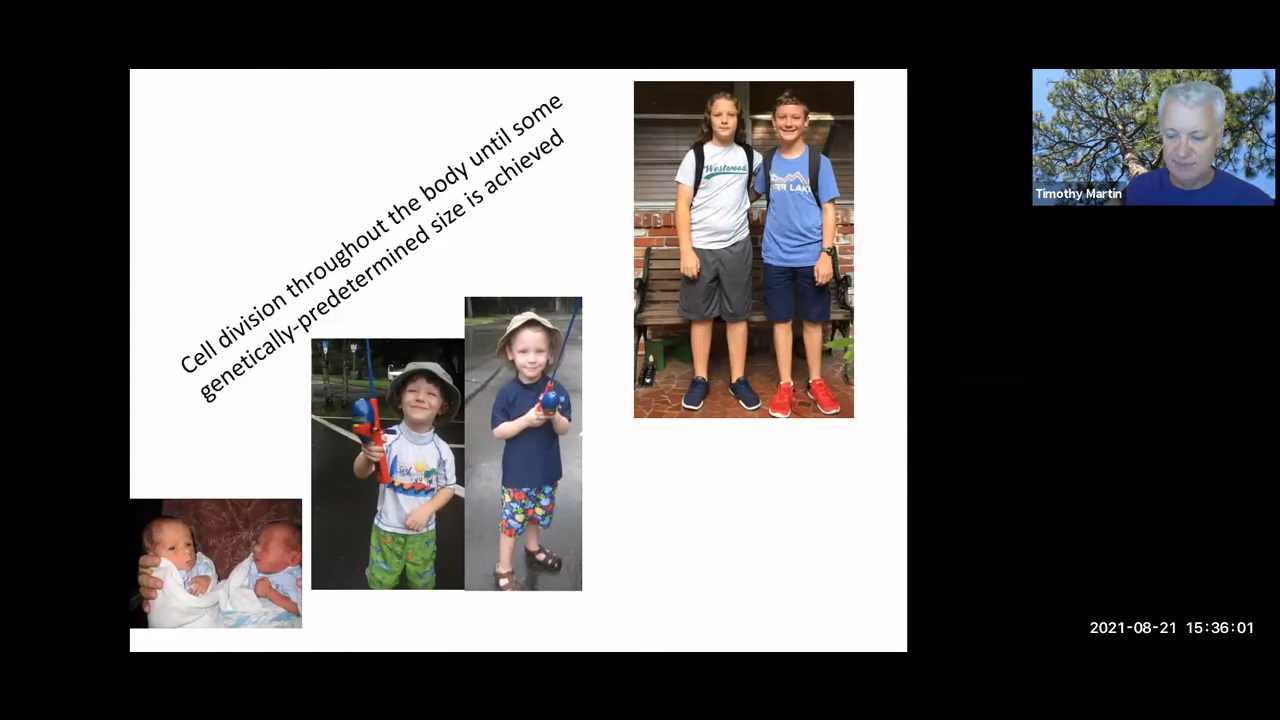 Cell division throughout the body until some
genetically-predetermined size is achieved
Westwood
LAKE
Timothy Martin
2021-08-21 15:36:01